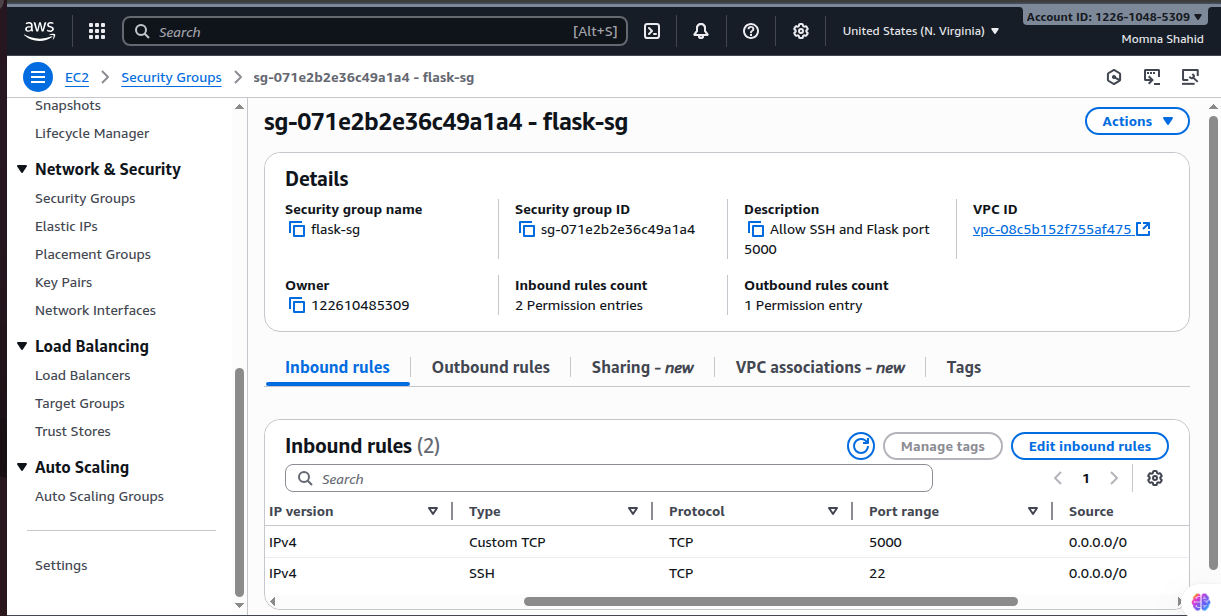 aws
Search [Alt+S]
United States (N. Virginia)
Account ID: 1226-1048-5309
Momna Shahid
EC2 > Security Groups > sg-071e2b2e36c49a1a4 - flask-sg
Snapshots
Lifecycle Manager
Network & Security
Security Groups
Elastic IPs
Placement Groups
Key Pairs
Network Interfaces
Load Balancing
Load Balancers
Target Groups
Trust Stores
Auto Scaling
Auto Scaling Groups
Settings
sg-071e2b2e36c49a1a4 - flask-sg
Actions
Details
Security group name
flask-sg
Security group ID
sg-071e2b2e36c49a1a4
Description
Allow SSH and Flask port
5000
VPC ID
vpc-08c5b152f755af475
Owner
122610485309
Inbound rules count
2 Permission entries
Outbound rules count
1 Permission entry
Inbound rules Outbound rules Sharing - new VPC associations - new Tags
Inbound rules (2)
Manage tags
Edit inbound rules
Search
1
IP version Type Protocol Port range Source
IPv4 Custom TCP TCP 5000 0.0.0.0/0
IPv4 SSH TCP 22 0.0.0.0/0